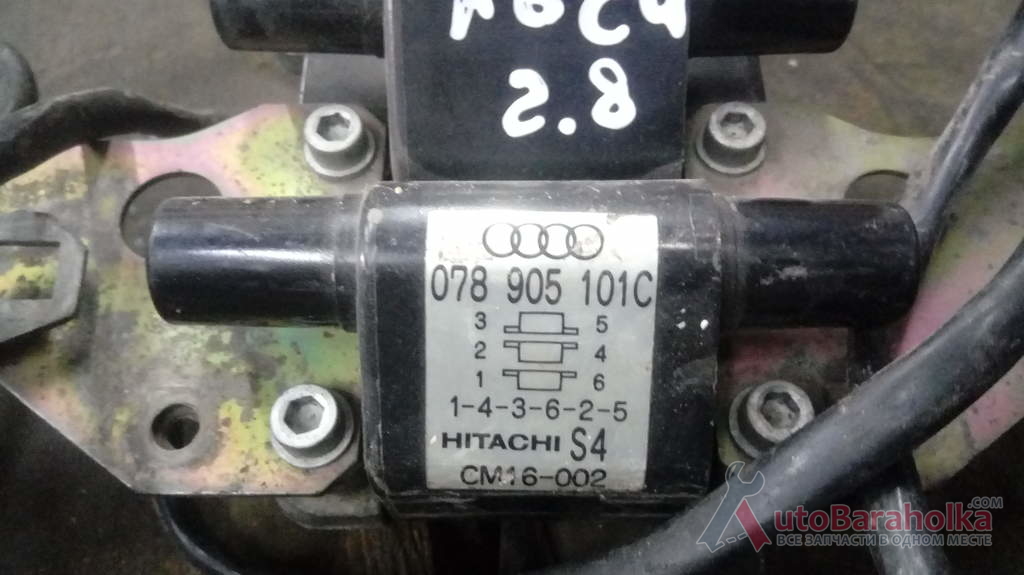 2.8
078 905 101C
3 5
2 4
1 6
1-4-3-6-2-5
HITACHI S4
CM16-002
AutoBaraholka.COM
ВСЕ ЗАПЧАСТИ В ОДНОМ МЕСТЕ